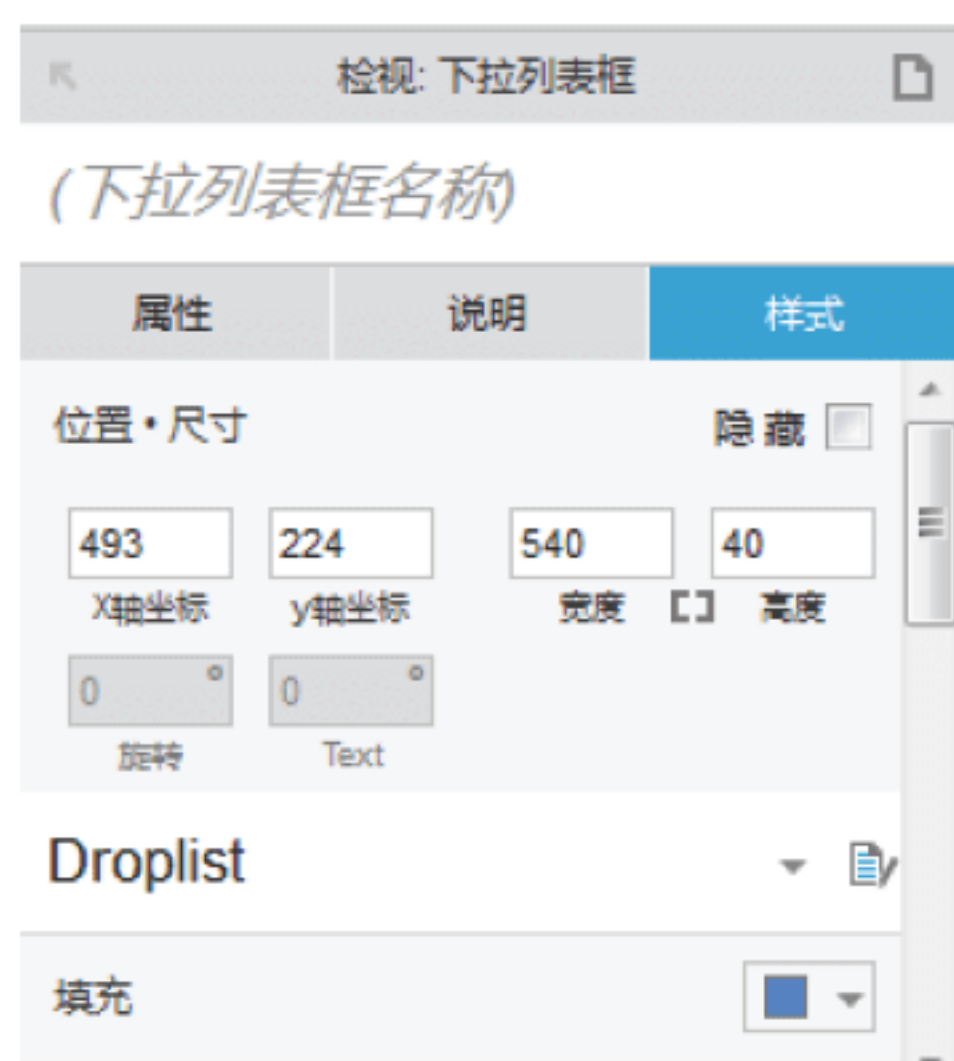 检视: 下拉列表框
(下拉列表框名称)
属性 说明 样式
位置 • 尺寸 隐藏
493 224 540 40
X轴坐标 y轴坐标 宽度 高度
0 ° 0 °
旋转 Text
Droplist
填充